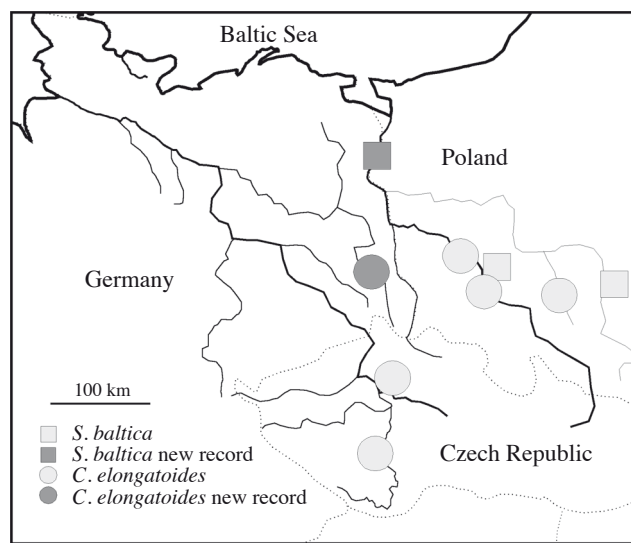 Baltic Sea
Poland
Germany
100 km
S. baltica
S. baltica new record
C. elongatoides
C. elongatoides new record
Czech Republic